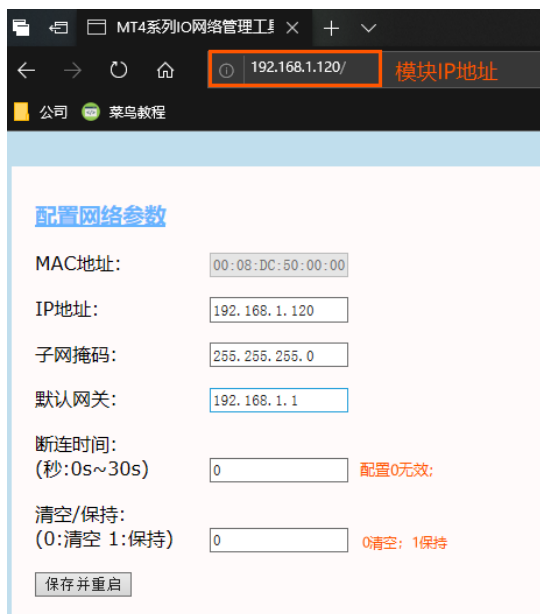 MT4系列IO网络管理工具
192.168.1.120/ 模块IP地址
公司 菜鸟教程
配置网络参数
MAC地址: 00:08:DC:50:00:00
IP地址: 192.168.1.120
子网掩码: 255.255.255.0
默认网关: 192.168.1.1
断连时间:
(秒:0s~30s) 0 配置0无效;
清空/保持:
(0:清空 1:保持) 0 0清空；1保持
保存并重启